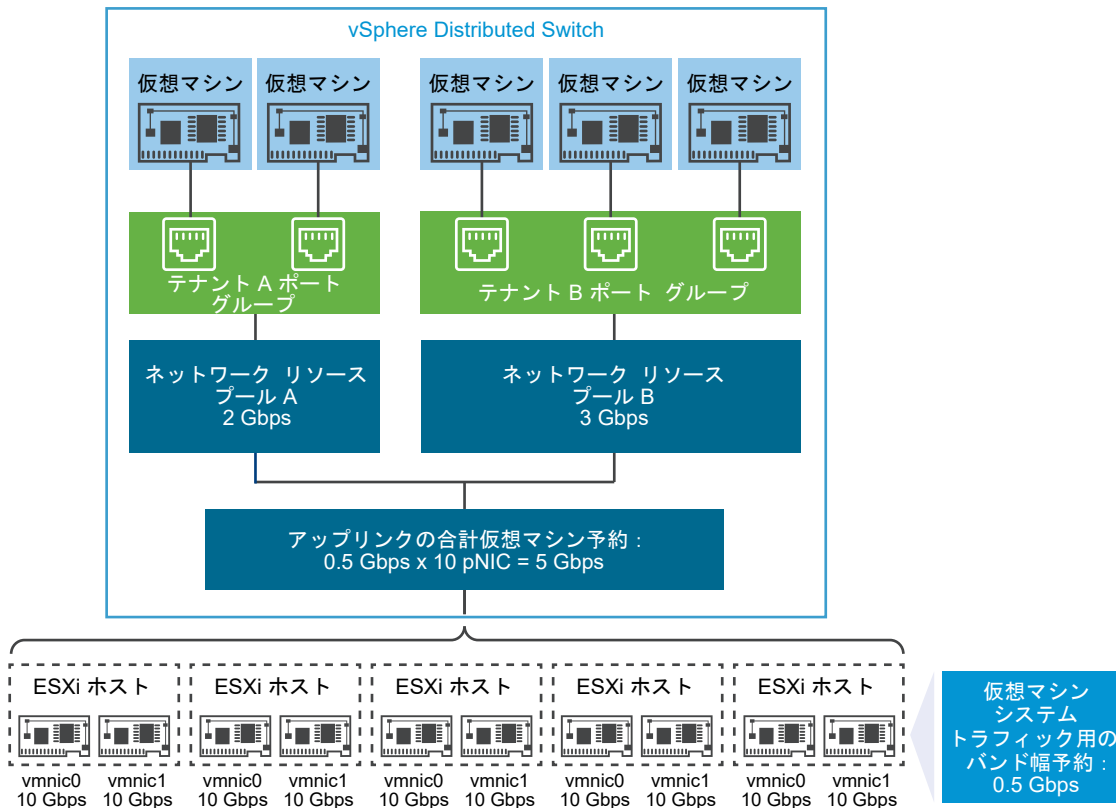 vSphere Distributed Switch
仮想マシン
仮想マシン
仮想マシン
仮想マシン
仮想マシン
テナント A ポート
グループ
テナント B ポート グループ
ネットワーク リソース
プール A
2 Gbps
ネットワーク リソース
プール B
3 Gbps
アップリンクの合計仮想マシン予約 :
0.5 Gbps x 10 pNIC = 5 Gbps
ESXi ホスト
ESXi ホスト
ESXi ホスト
ESXi ホスト
ESXi ホスト
vmnic0
10 Gbps
vmnic1
10 Gbps
vmnic0
10 Gbps
vmnic1
10 Gbps
vmnic0
10 Gbps
vmnic1
10 Gbps
vmnic0
10 Gbps
vmnic1
10 Gbps
vmnic0
10 Gbps
vmnic1
10 Gbps
仮想マシン
システム
トラフィック用の
バンド幅予約 :
0.5 Gbps